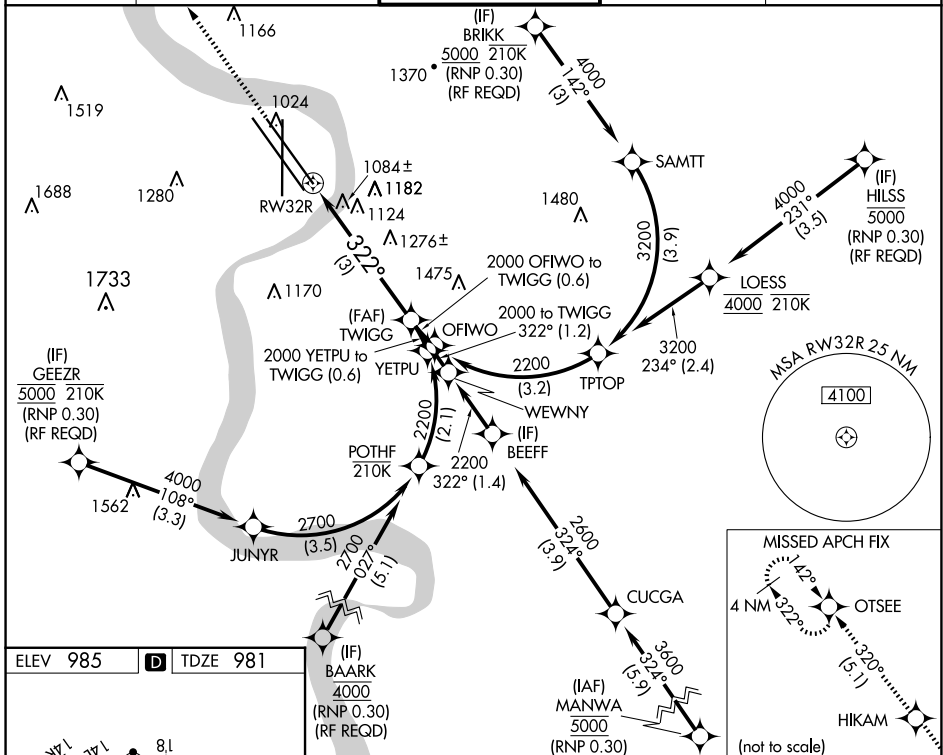 1166
(IF)
BRIKK
5000 210K
(RNP 0.30)
(RF REQD)
1370
4000
142°
(3)
1519
1024
SAMTT
1084±
1182
1124
1276±
1688
1280
RW32R
1480
4000
231°
(3.5)
(IF)
HILSS
5000
(RNP 0.30)
(RF REQD)
322°
(3)
3200
(3.9)
1733
1170
1475
2000 OFIWO to
TWIGG (0.6)
LOESS
4000 210K
(FAF)
TWIGG
OFIWO
2000 to TWIGG
322° (1.2)
2000 YETPU to
TWIGG (0.6)
YETPU
3200
234° (2.4)
TPTOP
2200
(3.2)
WEWNY
MSA RW32R 25 NM
4100
(IF)
GEEZR
5000 210K
(RNP 0.30)
(RF REQD)
2200
(2.1)
(IF)
BEEFF
POTHF
210K
2200
322° (1.4)
4000
108°
(3.3)
1562
JUNYR
2700
(3.5)
2700
027°
(5.1)
2600
324°
(3.9)
CUCGA
MISSED APCH FIX
142°
4 NM
322°
OTSEE
320°
(5.1)
HIKAM
(not to scale)
(IF)
BAARK
4000
(RNP 0.30)
(RF REQD)
3600
324°
(5.9)
(IAF)
MANWA
5000
(RNP 0.30)
ELEV 985
D
TDZE 981
14R
14L
18